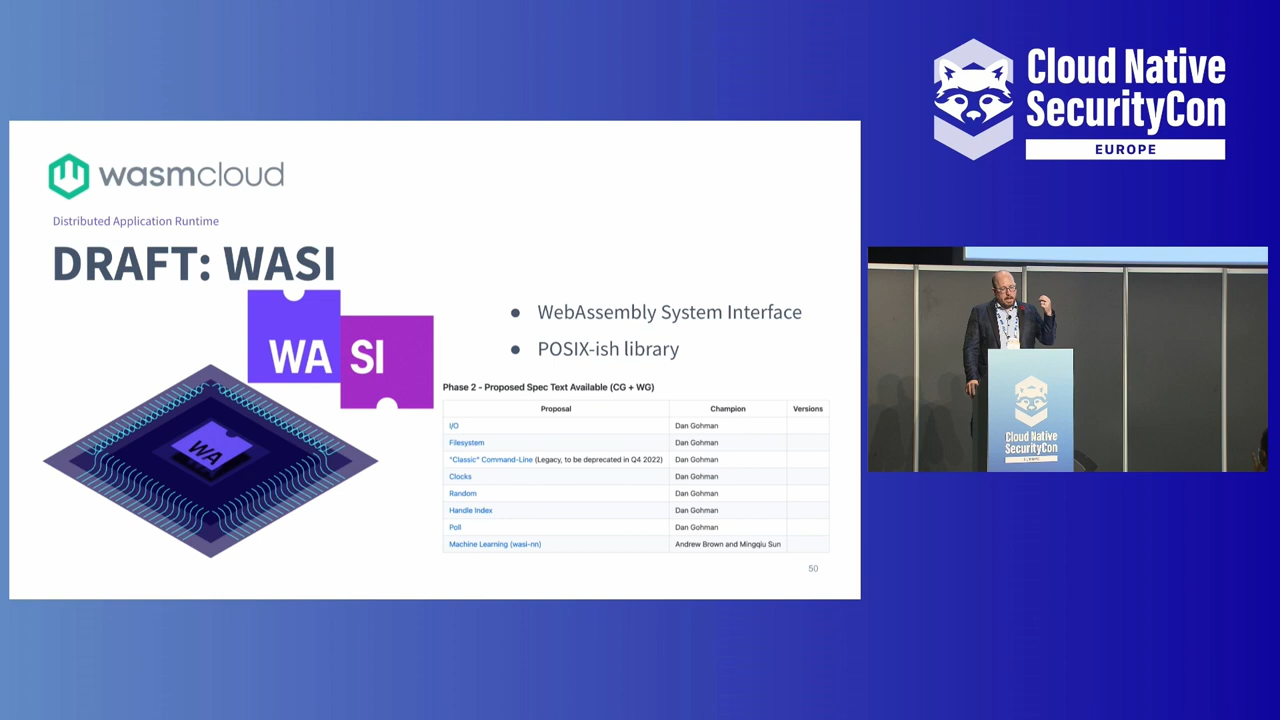 Cloud Native
SecurityCon
EUROPE
wasmcloud
Distributed Application Runtime
DRAFT: WASI
WA SI
WA
● WebAssembly System Interface
● POSIX-ish library
Phase 2 - Proposed Spec Text Available (CG + WG)
Proposal Champion Versions
I/O Dan Gohman
Filesystem Dan Gohman
"Classic" Command-Line (Legacy, to be deprecated in Q4 2022) Dan Gohman
Clocks Dan Gohman
Random Dan Gohman
Handle Index Dan Gohman
Poll Dan Gohman
Machine Learning (wasi-nn) Andrew Brown and Mingqiu Sun
50
Cloud Native
SecurityCon